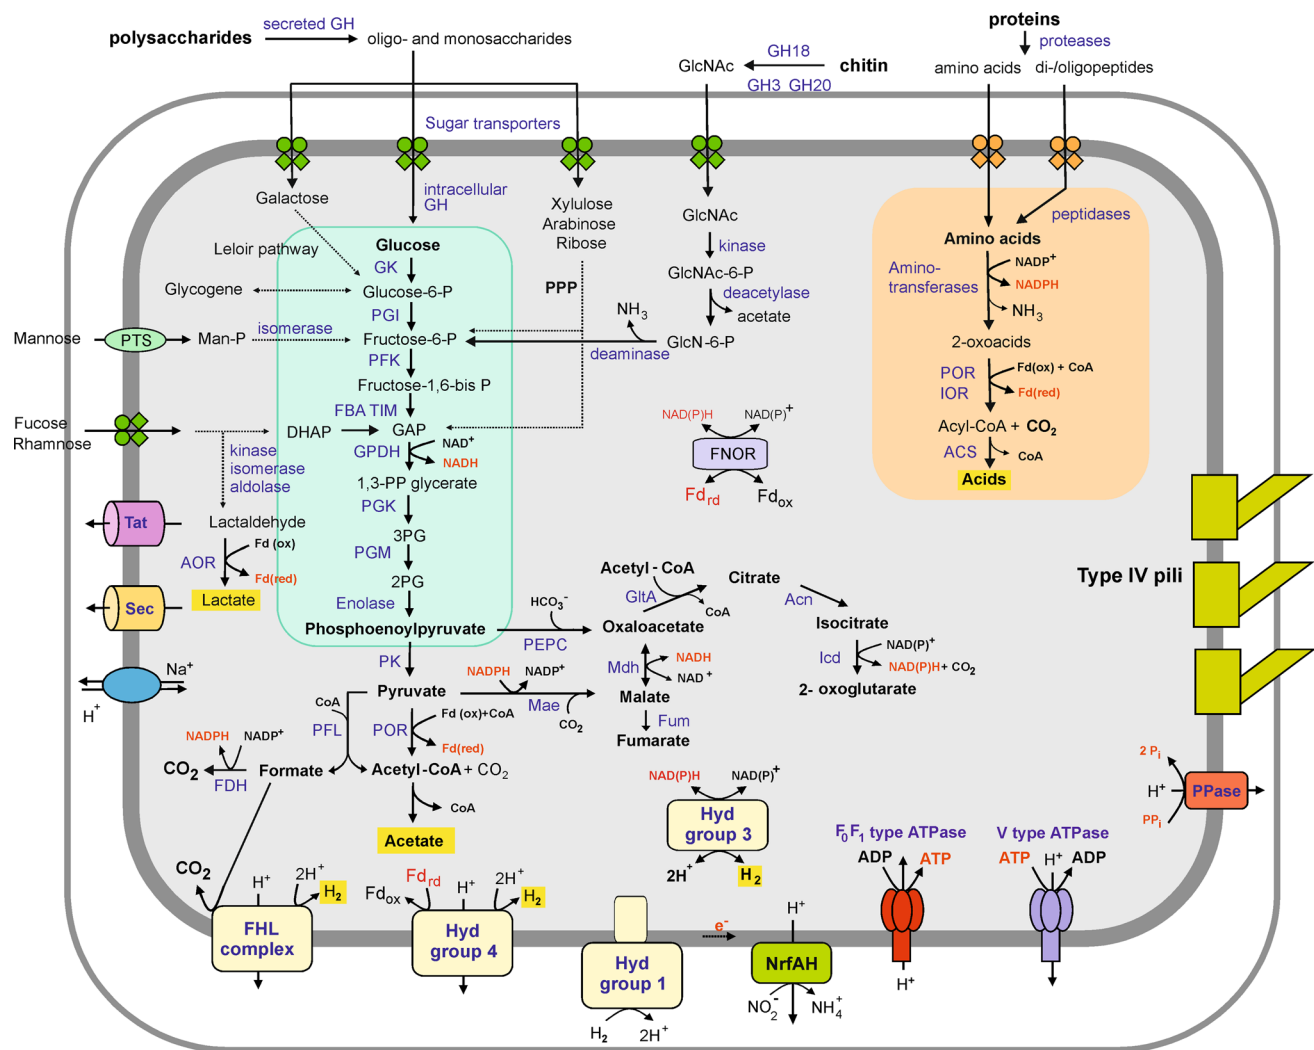 proteins
polysaccharides
secreted GH
oligo- and monosaccharides
proteases
GlcNAc
GH18
chitin
GH3 GH20
amino acids
di-/oligopeptides
Sugar transporters
Galactose
intracellular
GH
Xylulose
Arabinose
Ribose
GlcNAc
kinase
peptidases
Amino acids
Leloir pathway
Glucose
GK
Amino-
transferases
NADP+
NADPH
NH3
Glycogene
Glucose-6-P
PPP
GlcNAc-6-P
deacetylase
acetate
PGI
NH3
Mannose
PTS
Man-P
isomerase
Fructose-6-P
deaminase
GlcN-6-P
2-oxoacids
PFK
POR
IOR
Fd(ox) + CoA
Fd(red)
Fructose-1,6-bis P
FBA TIM
Fucose
Rhamnose
DHAP
GAP
NAD(P)H
NAD(P)+
Acyl-CoA + CO2
kinase
isomerase
aldolase
GPDH
NAD+
NADH
FNOR
ACS
CoA
Acids
1,3-PP glycerate
Fdrd
Fdox
PGK
Tat
Lactaldehyde
3PG
AOR
Fd (ox)
Fd(red)
PGM
2PG
Acetyl-CoA
Citrate
Type IV pili
Lactate
Enolase
HCO3-
GltA
CoA
Acn
Sec
Phosphoenolpyruvate
PEPC
Oxaloacetate
Isocitrate
PK
Mdh
NADH
NAD+
Icd
NAD(P)+
NAD(P)H + CO2
Na+
H+
Pyruvate
NADPH
NADP+
Mae
CO2
Malate
2- oxoglutarate
CoA
PFL
POR
Fd (ox)+CoA
Fd(red)
Fum
Fumarate
NADPH
NADP+
CO2
FDH
Formate
Acetyl-CoA + CO2
CoA
NAD(P)H
NAD(P)+
2 Pi
H+
PPi
PPase
Acetate
Hyd
group 3
2H+
H2
F0F1 type ATPase
ADP
ATP
V type ATPase
ATP
H+
ADP
CO2
H+
2H+
H2
Fdox
Fdrd
H+
2H+
H2
FHL
complex
Hyd
group 4
e-
H+
Hyd
group 1
NrfAH
H+
H2
2H+
NO2-
NH4+